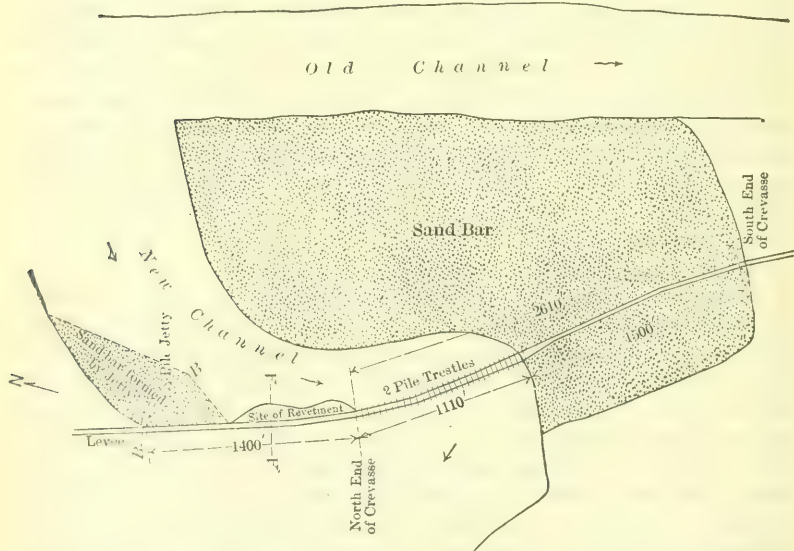 Old Channel
Sand Bar
South End
of Crevasse
New Channel
Jetty
Sand bar formed
by jetty
B
N
A
Site of Revetment
2 Pile Trestles
2610
1500
1110
Levee
B
1400'
A
North End
of Crevasse